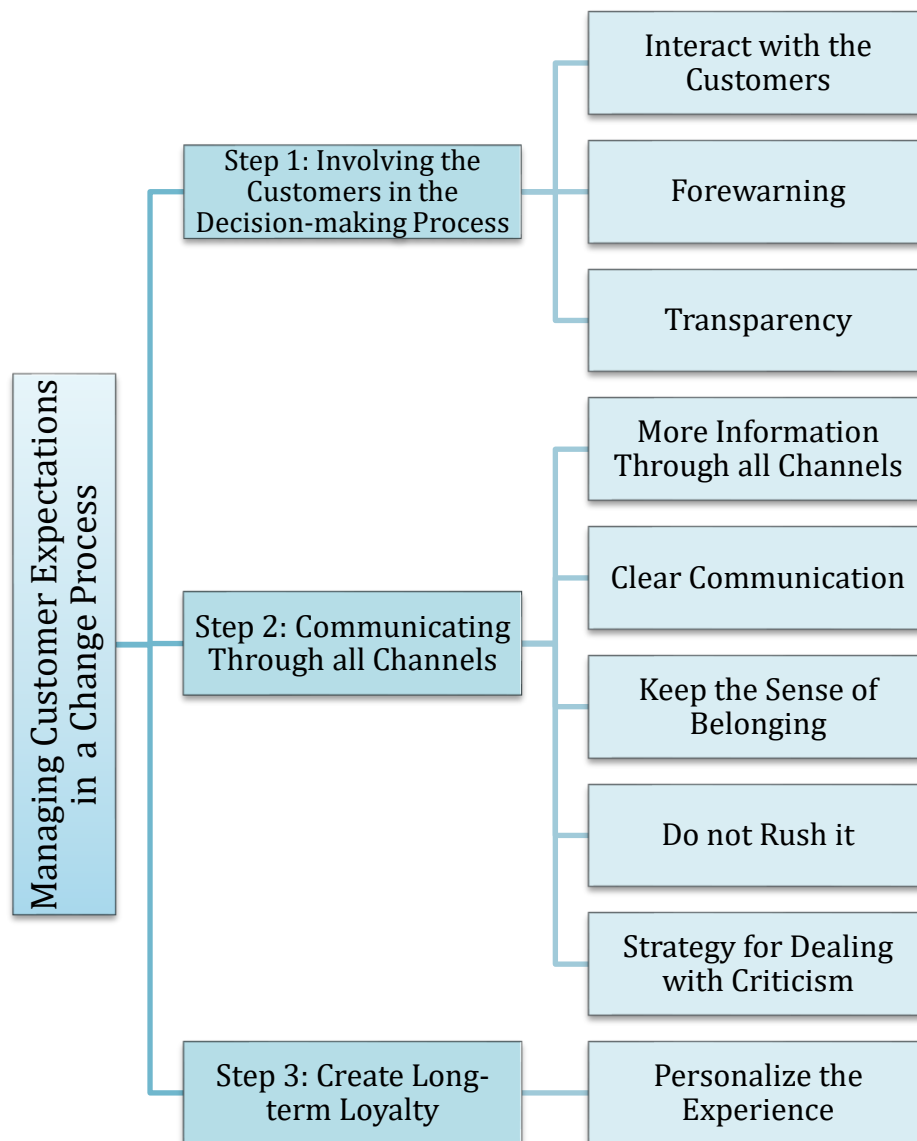 Managing Customer Expectations
in a Change Process
Step 1: Involving the
Customers in the
Decision-making Process
Interact with the
Customers
Forewarning
Transparency
Step 2: Communicating
Through all Channels
More Information
Through all Channels
Clear Communication
Keep the Sense of
Belonging
Do not Rush it
Strategy for Dealing
with Criticism
Step 3: Create Long-
term Loyalty
Personalize the
Experience